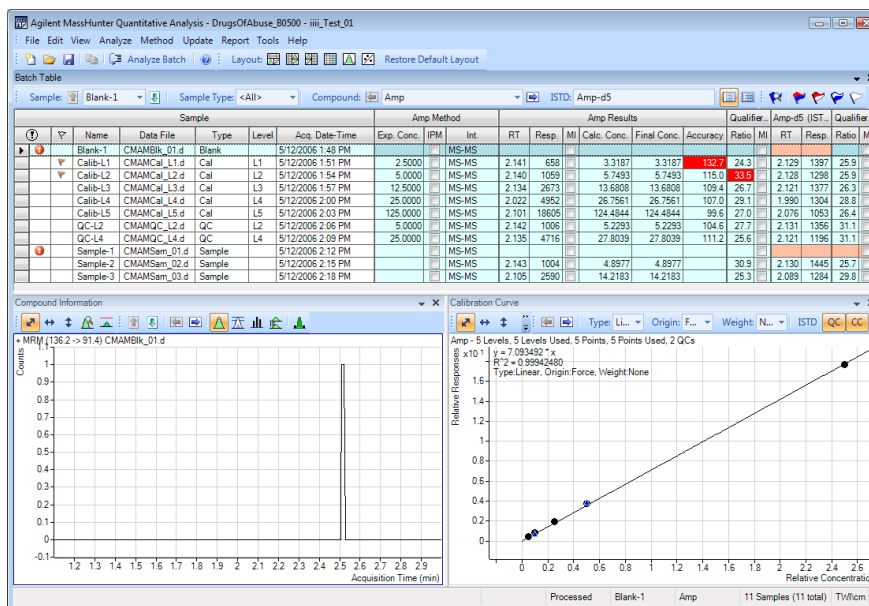 Agilent MassHunter Quantitative Analysis - DrugsOfAbuse_B0500 - iiii_Test_01
File Edit View Analyze Method Update Report Tools Help
Analyze Batch Layout: Restore Default Layout
Batch Table
Sample: Blank-1 Sample Type: <All> Compound: Amp ISTD: Amp-d5
Sample Amp Method Amp Results Qualifier... Amp-d5 (IST... Qualifier
Name Data File Type Level Acq. Date-Time Exp. Conc. IPM Int. RT Resp. MI Calc. Conc. Final Conc. Accuracy Ratio MI RT Resp. Ratio M
Blank-1 CMAMBlk_01.d Blank 5/12/2006 1:48 PM MS-MS
Calib-L1 CMAMCal_L1.d Cal L1 5/12/2006 1:51 PM 2.5000 MS-MS 2.141 658 3.3187 3.3187 132.7 24.3 2.129 1397 25.9
Calib-L2 CMAMCal_L2.d Cal L2 5/12/2006 1:54 PM 5.0000 MS-MS 2.140 1059 5.7493 5.7493 115.0 33.5 2.128 1298 25.9
Calib-L3 CMAMCal_L3.d Cal L3 5/12/2006 1:57 PM 12.5000 MS-MS 2.134 2673 13.6808 13.6808 109.4 26.7 2.121 1377 26.3
Calib-L4 CMAMCal_L4.d Cal L4 5/12/2006 2:00 PM 25.0000 MS-MS 2.022 4952 26.7561 26.7561 107.0 29.1 1.990 1304 28.8
Calib-L5 CMAMCal_L5.d Cal L5 5/12/2006 2:03 PM 125.0000 MS-MS 2.101 18605 124.4844 124.4844 99.6 27.0 2.076 1053 26.4
QC-L2 CMAMQC_L2.d QC L2 5/12/2006 2:06 PM 5.0000 MS-MS 2.142 1006 5.2293 5.2293 104.6 27.7 2.131 1356 31.1
QC-L4 CMAMQC_L4.d QC L4 5/12/2006 2:09 PM 25.0000 MS-MS 2.135 4716 27.8039 27.8039 111.2 25.6 2.121 1196 31.1
Sample-1 CMAMSam_01.d Sample 5/12/2006 2:12 PM MS-MS
Sample-2 CMAMSam_02.d Sample 5/12/2006 2:15 PM MS-MS 2.143 1004 4.8977 4.8977 30.9 2.130 1445 25.7
Sample-3 CMAMSam_03.d Sample 5/12/2006 2:18 PM MS-MS 2.105 2590 14.2183 14.2183 25.3 2.089 1284 29.8
Compound Information
+ MRM (136.2 -> 91.4) CMAMBlk_01.d
Counts
1.1
1
0.9
0.8
0.7
0.6
0.5
0.4
0.3
0.2
0.1
0
-0.1
1.2 1.3 1.4 1.5 1.6 1.7 1.8 1.9 2 2.1 2.2 2.3 2.4 2.5 2.6 2.7 2.8 2.9
Acquisition Time (min)
Calibration Curve
Type: Li... Origin: F... Weight: N... ISTD QC CC
Amp - 5 Levels, 5 Levels Used, 5 Points, 5 Points Used, 2 QCs
Relative Responses
x10 1
y = 7.093492 * x
R^2 = 0.99942480
Type:Linear, Origin:Force, Weight:None
1.6
1.4
1.2
1
0.8
0.6
0.4
0.2
0
0 0.2 0.4 0.6 0.8 1 1.2 1.4 1.6 1.8 2 2.2 2.4 2.6
Relative Concentratio
Processed Blank-1 Amp 11 Samples (11 total) TWI\cm